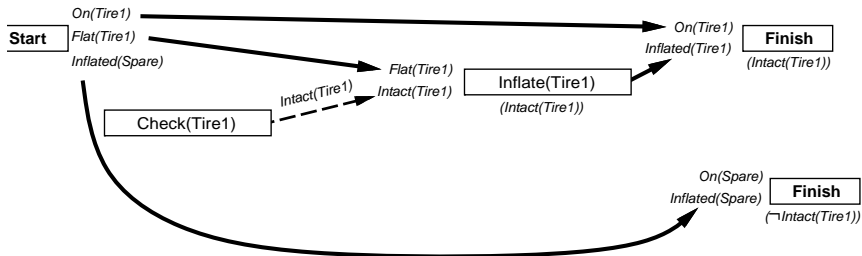 On(Tire1)
Start
Flat(Tire1)
Inflated(Spare)
On(Tire1)
Inflated(Tire1)
Finish
(Intact(Tire1))
Flat(Tire1)
Intact(Tire1)
Inflate(Tire1)
(Intact(Tire1))
Intact(Tire1)
Check(Tire1)
On(Spare)
Inflated(Spare)
Finish
(¬Intact(Tire1))